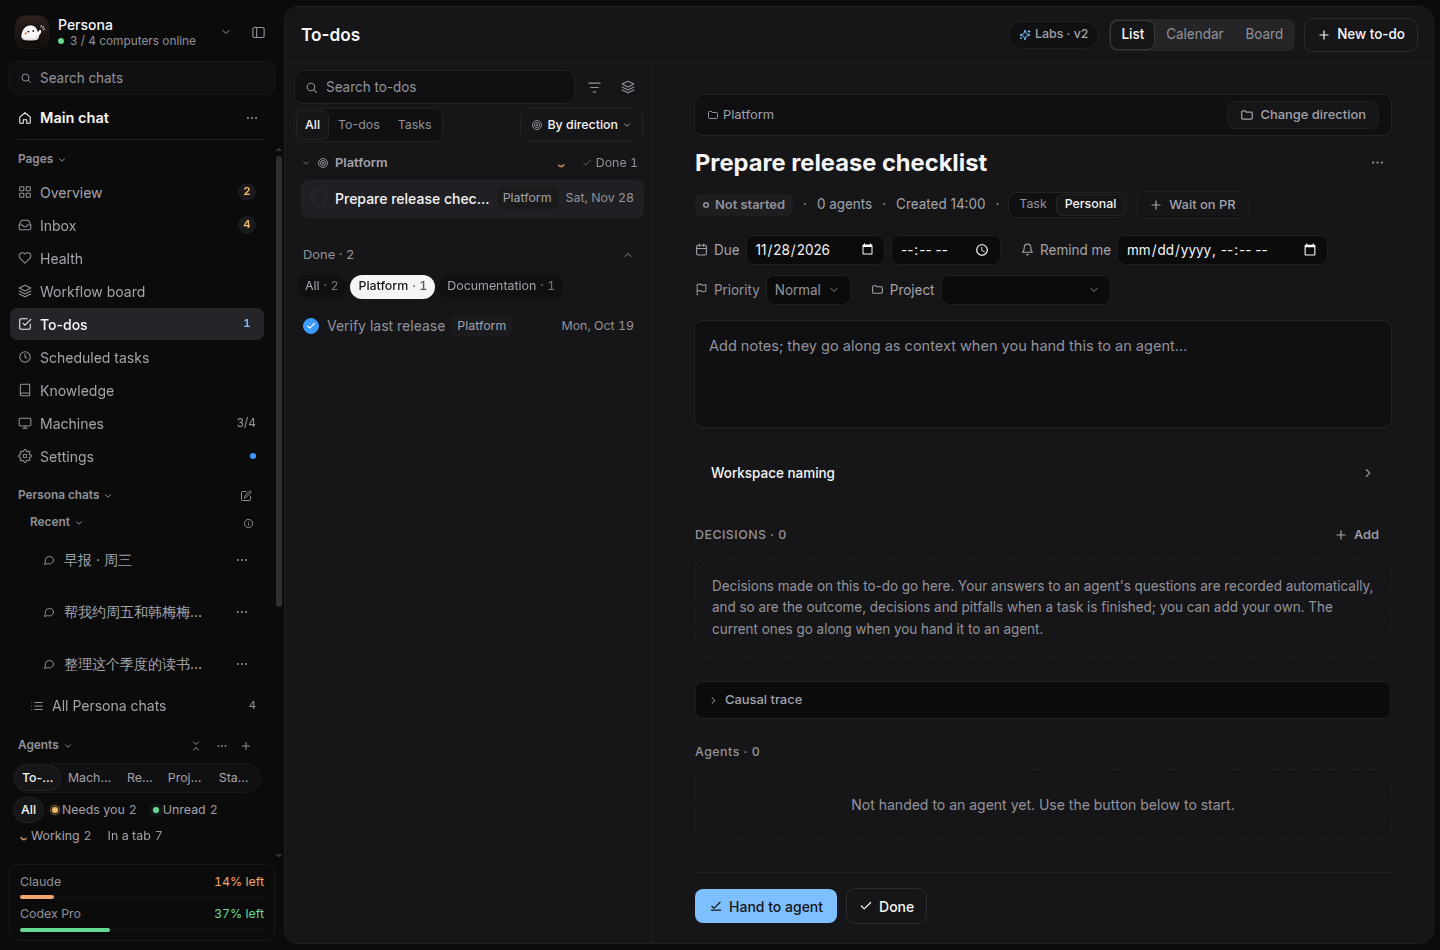 Persona
3 / 4 computers online
Search chats
Main chat
Pages
Overview 2
Inbox 4
Health
Workflow board
To-dos 1
Scheduled tasks
Knowledge
Machines 3/4
Settings
Persona chats
Recent
早报 · 周三
帮我约周五和韩梅梅...
整理这个季度的读书...
All Persona chats 4
Agents
To-... Mach... Re... Proj... Sta...
All Needs you 2 Unread 2
Working 2 In a tab 7
Claude 14% left
Codex Pro 37% left
To-dos
Labs · v2
List Calendar Board
New to-do
Search to-dos
All To-dos Tasks
By direction
Platform Done 1
Prepare release chec... Platform Sat, Nov 28
Done · 2
All · 2 Platform · 1 Documentation · 1
Verify last release Platform Mon, Oct 19
Platform
Change direction
Prepare release checklist
Not started · 0 agents · Created 14:00 · Task Personal Wait on PR
Due 11/28/2026 --:-- -- Remind me mm/dd/yyyy, --:-- --
Priority Normal Project
Add notes; they go along as context when you hand this to an agent...
Workspace naming
DECISIONS · 0
Add
Decisions made on this to-do go here. Your answers to an agent's questions are recorded automatically,
and so are the outcome, decisions and pitfalls when a task is finished; you can add your own. The
current ones go along when you hand it to an agent.
Causal trace
Agents · 0
Not handed to an agent yet. Use the button below to start.
Hand to agent
Done